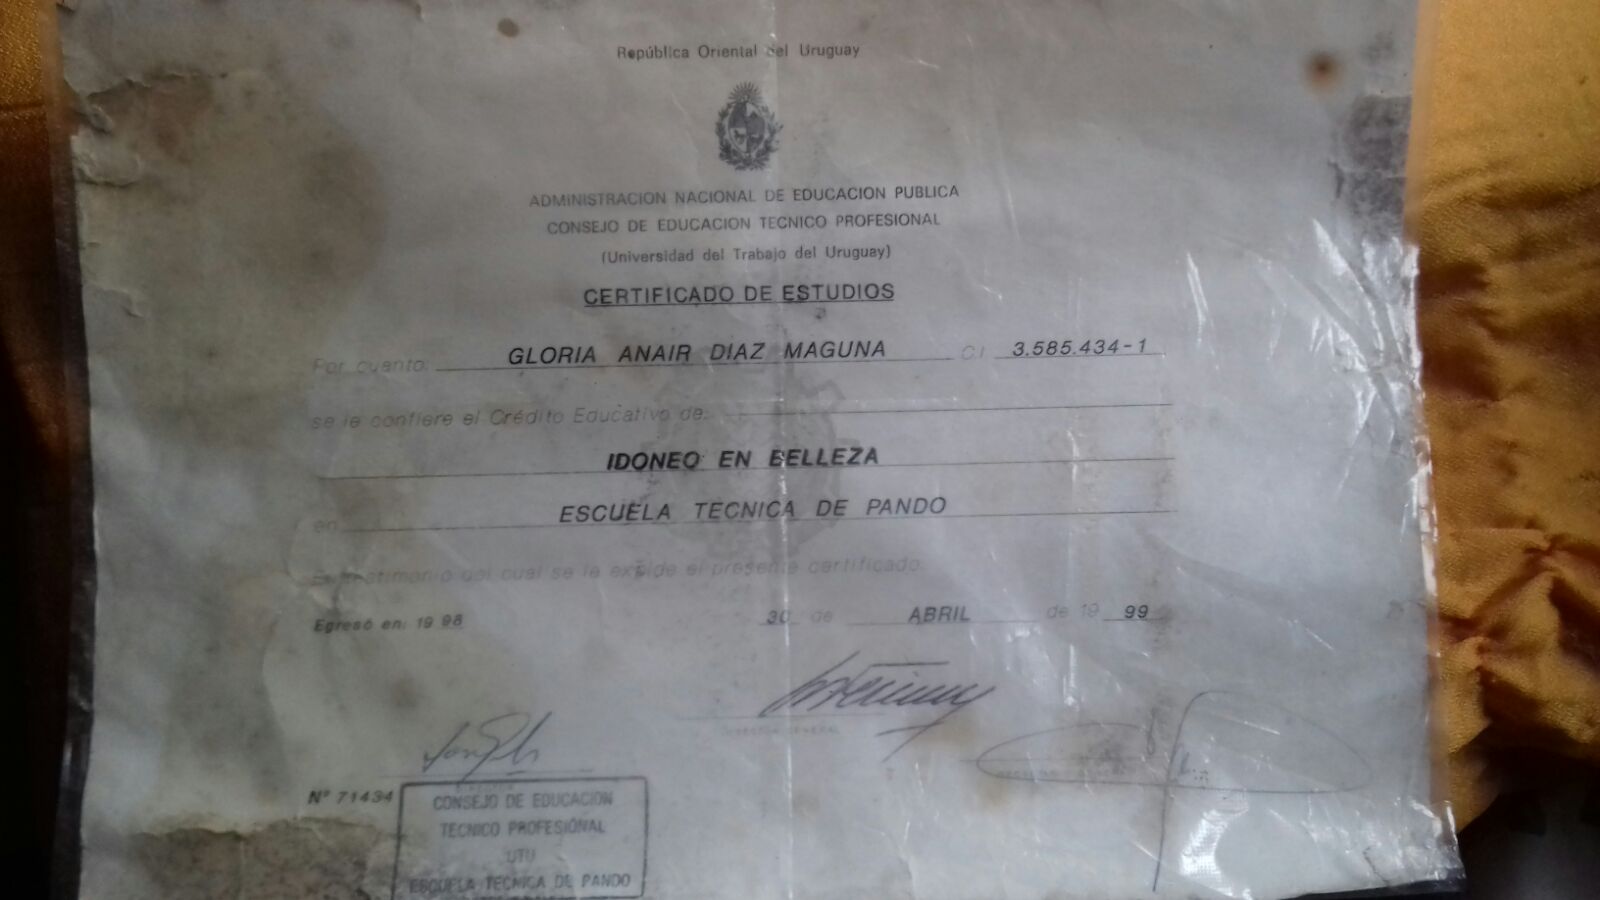 República Oriental del Uruguay
ADMINISTRACION NACIONAL DE EDUCACION PUBLICA
CONSEJO DE EDUCACION TECNICO PROFESIONAL
(Universidad del Trabajo del Uruguay)
CERTIFICADO DE ESTUDIOS
Por cuanto: GLORIA ANAIR DIAZ MAGUNA C.I 3.585.434-1
se le confiere el Crédito Educativo de:
IDONEO EN BELLEZA
en ESCUELA TECNICA DE PANDO
En testimonio del cual se le expide el presente certificado.
Egresó en: 19 98 30 de ABRIL de 19 99
DIRECTOR GENERAL
DIRECTOR
Nº 71434
CONSEJO DE EDUCACION
TECNICO PROFESIONAL
UTU
ESCUELA TECNICA DE PANDO